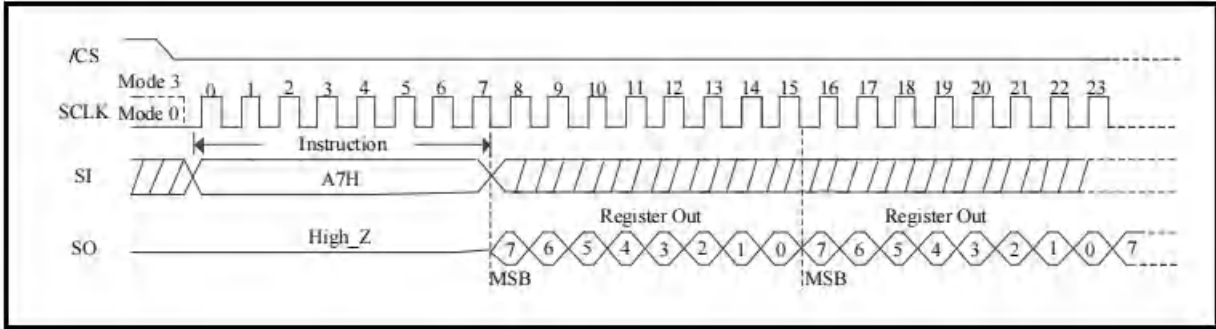 /CS
Mode 3
0 1 2 3 4 5 6 7 8 9 10 11 12 13 14 15 16 17 18 19 20 21 22 23
SCLK Mode 0
Instruction
SI A7H
Register Out Register Out
High_Z
SO 7 6 5 4 3 2 1 0 7 6 5 4 3 2 1 0 7
MSB MSB